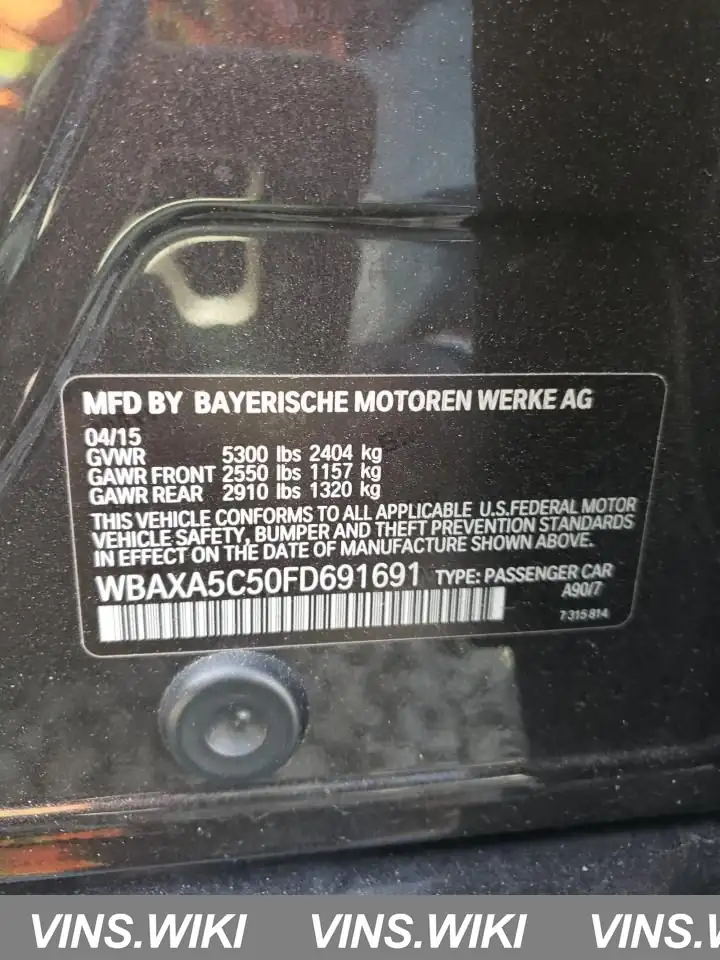 MFD BY BAYERISCHE MOTOREN WERKE AG
04/15
GVWR 5300 lbs 2404 kg
GAWR FRONT 2550 lbs 1157 kg
GAWR REAR 2910 lbs 1320 kg
THIS VEHICLE CONFORMS TO ALL APPLICABLE U.S.FEDERAL MOTOR
VEHICLE SAFETY, BUMPER AND THEFT PREVENTION STANDARDS
IN EFFECT ON THE DATE OF MANUFACTURE SHOWN ABOVE.
WBAXA5C50FD691691 TYPE: PASSENGER CAR
A90/7
7 315 814
VINS.WIKI VINS.WIKI VINS.W